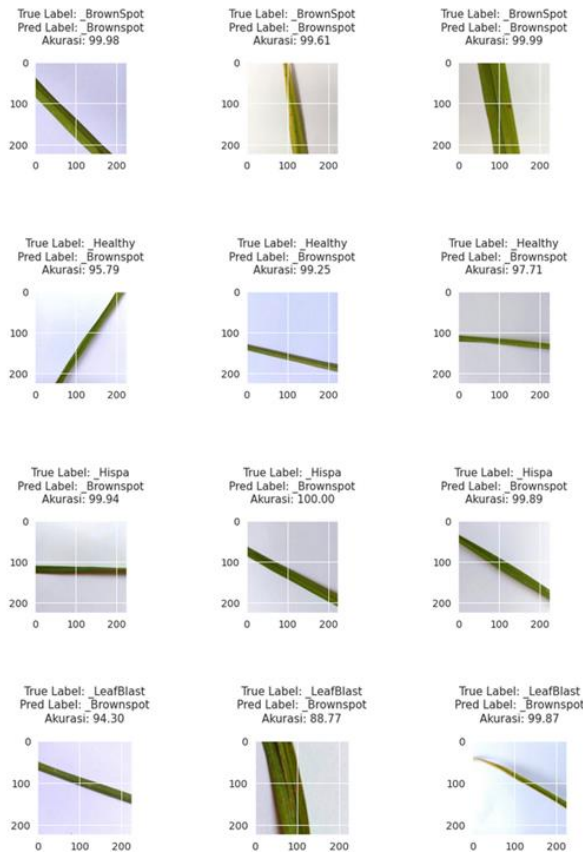 True Label: _BrownSpot
Pred Label: _Brownspot
Akurasi: 99.98
0
100
200
0 100 200
True Label: _BrownSpot
Pred Label: _Brownspot
Akurasi: 99.61
0
100
200
0 100 200
True Label: _BrownSpot
Pred Label: _Brownspot
Akurasi: 99.99
0
100
200
0 100 200
True Label: _Healthy
Pred Label: _Brownspot
Akurasi: 95.79
0
100
200
0 100 200
True Label: _Healthy
Pred Label: _Brownspot
Akurasi: 99.25
0
100
200
0 100 200
True Label: _Healthy
Pred Label: _Brownspot
Akurasi: 97.71
0
100
200
0 100 200
True Label: _Hispa
Pred Label: _Brownspot
Akurasi: 99.94
0
100
200
0 100 200
True Label: _Hispa
Pred Label: _Brownspot
Akurasi: 100.00
0
100
200
0 100 200
True Label: _Hispa
Pred Label: _Brownspot
Akurasi: 99.89
0
100
200
0 100 200
True Label: _LeafBlast
Pred Label: _Brownspot
Akurasi: 94.30
0
100
200
0 100 200
True Label: _LeafBlast
Pred Label: _Brownspot
Akurasi: 88.77
0
100
200
0 100 200
True Label: _LeafBlast
Pred Label: _Brownspot
Akurasi: 99.87
0
100
200
0 100 200